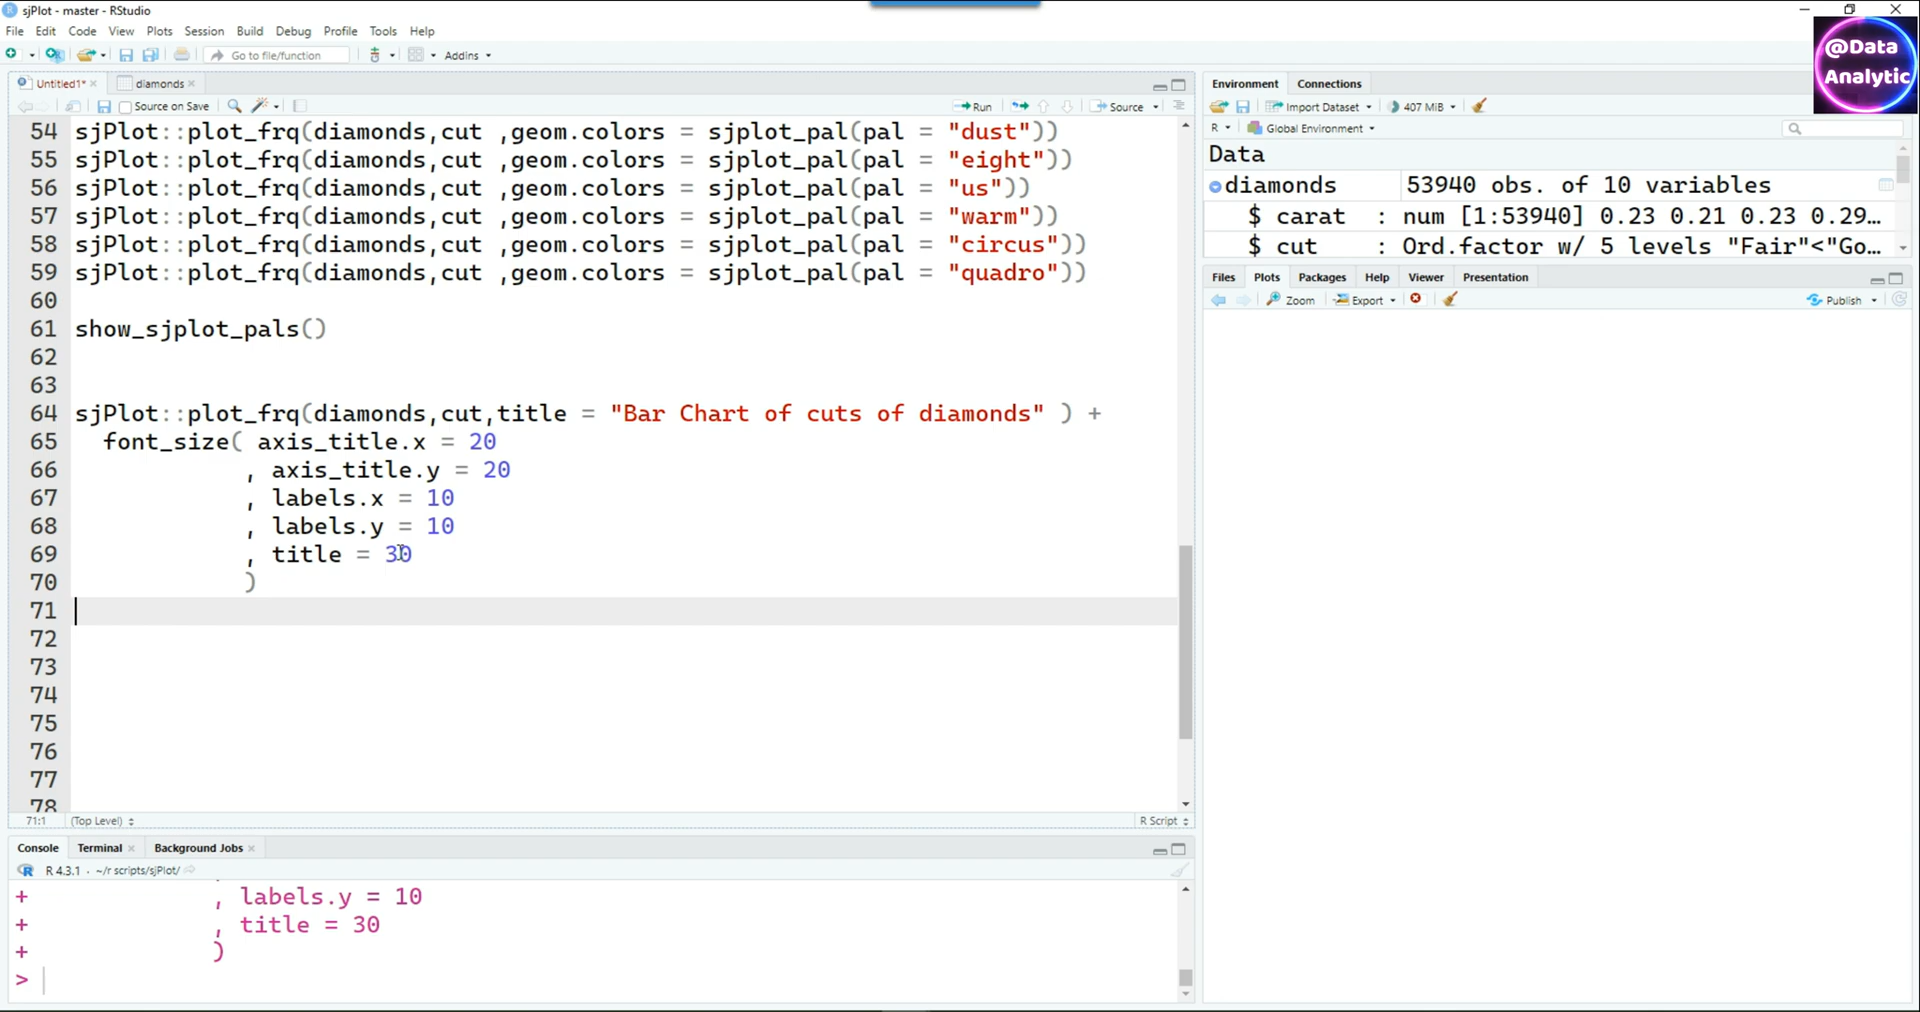 sjPlot - master - RStudio
File Edit Code View Plots Session Build Debug Profile Tools Help
Go to file/function
Addins
@Data
Analytic
Untitled1*
diamonds
Source on Save
Run
Source
54 sjPlot::plot_frq(diamonds,cut ,geom.colors = sjplot_pal(pal = "dust"))
55 sjPlot::plot_frq(diamonds,cut ,geom.colors = sjplot_pal(pal = "eight"))
56 sjPlot::plot_frq(diamonds,cut ,geom.colors = sjplot_pal(pal = "us"))
57 sjPlot::plot_frq(diamonds,cut ,geom.colors = sjplot_pal(pal = "warm"))
58 sjPlot::plot_frq(diamonds,cut ,geom.colors = sjplot_pal(pal = "circus"))
59 sjPlot::plot_frq(diamonds,cut ,geom.colors = sjplot_pal(pal = "quadro"))
60
61 show_sjplot_pals()
62
63
64 sjPlot::plot_frq(diamonds,cut,title = "Bar Chart of cuts of diamonds" ) +
65 font_size( axis_title.x = 20
66 , axis_title.y = 20
67 , labels.x = 10
68 , labels.y = 10
69 , title = 30
70 )
71
72
73
74
75
76
77
78
71:1 (Top Level) R Script
Console Terminal Background Jobs
R 4.3.1 · ~/r scripts/sjPlot/
+ , labels.y = 10
+ , title = 30
+ )
>
Environment Connections
Import Dataset 407 MiB
R Global Environment
Data
diamonds 53940 obs. of 10 variables
$ carat : num [1:53940] 0.23 0.21 0.23 0.29…
$ cut : Ord.factor w/ 5 levels "Fair"<"Go…
Files Plots Packages Help Viewer Presentation
Zoom Export Publish